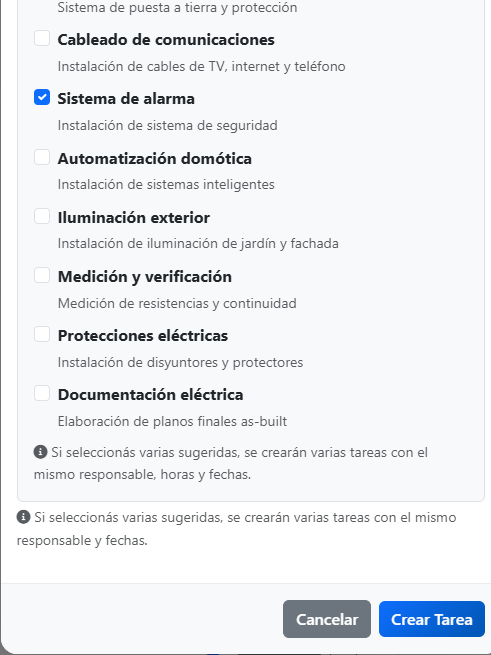 Sistema de puesta a tierra y protección
Cableado de comunicaciones
Instalación de cables de TV, internet y teléfono
Sistema de alarma
Instalación de sistema de seguridad
Automatización domótica
Instalación de sistemas inteligentes
Iluminación exterior
Instalación de iluminación de jardín y fachada
Medición y verificación
Medición de resistencias y continuidad
Protecciones eléctricas
Instalación de disyuntores y protectores
Documentación eléctrica
Elaboración de planos finales as-built
Si seleccionás varias sugeridas, se crearán varias tareas con el
mismo responsable, horas y fechas.
Si seleccionás varias sugeridas, se crearán varias tareas con el mismo
responsable y fechas.
Cancelar
Crear Tarea